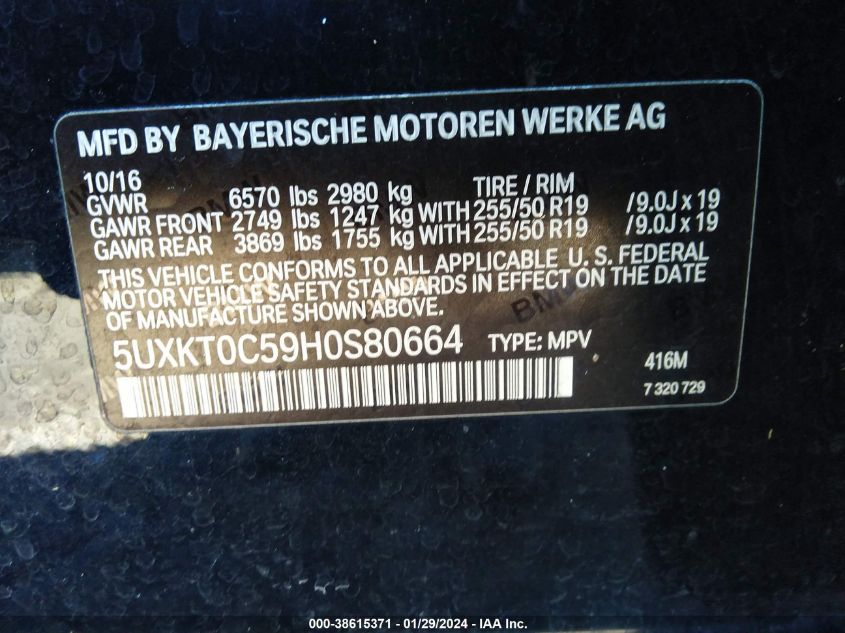 MFD BY BAYERISCHE MOTOREN WERKE AG
10/16
GVWR 6570 lbs 2980 kg TIRE / RIM
GAWR FRONT 2749 lbs 1247 kg WITH 255/50 R19 /9.0J x 19
GAWR REAR 3869 lbs 1755 kg WITH 255/50 R19 /9.0J x 19
THIS VEHICLE CONFORMS TO ALL APPLICABLE U. S. FEDERAL
MOTOR VEHICLE SAFETY STANDARDS IN EFFECT ON THE DATE
OF MANUFACTURE SHOWN ABOVE.
5UXKT0C59H0S80664 TYPE: MPV 416M
7 320 729
000-38615371 | 01/29/2024 - IAA Inc.